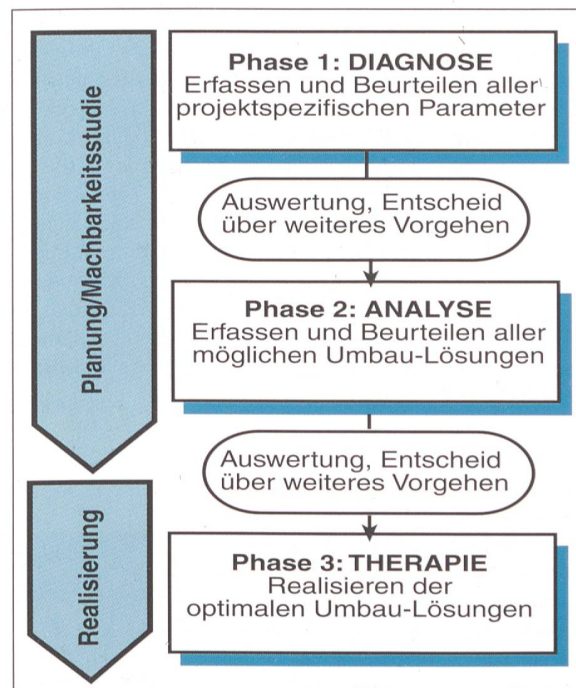 Planung/Machbarkeitsstudie
Phase 1: DIAGNOSE
Erfassen und Beurteilen aller
projektspezifischen Parameter
Auswertung, Entscheid
über weiteres Vorgehen
Phase 2: ANALYSE
Erfassen und Beurteilen aller
möglichen Umbau-Lösungen
Auswertung, Entscheid
über weiteres Vorgehen
Realisierung
Phase 3: THERAPIE
Realisieren der
optimalen Umbau-Lösungen